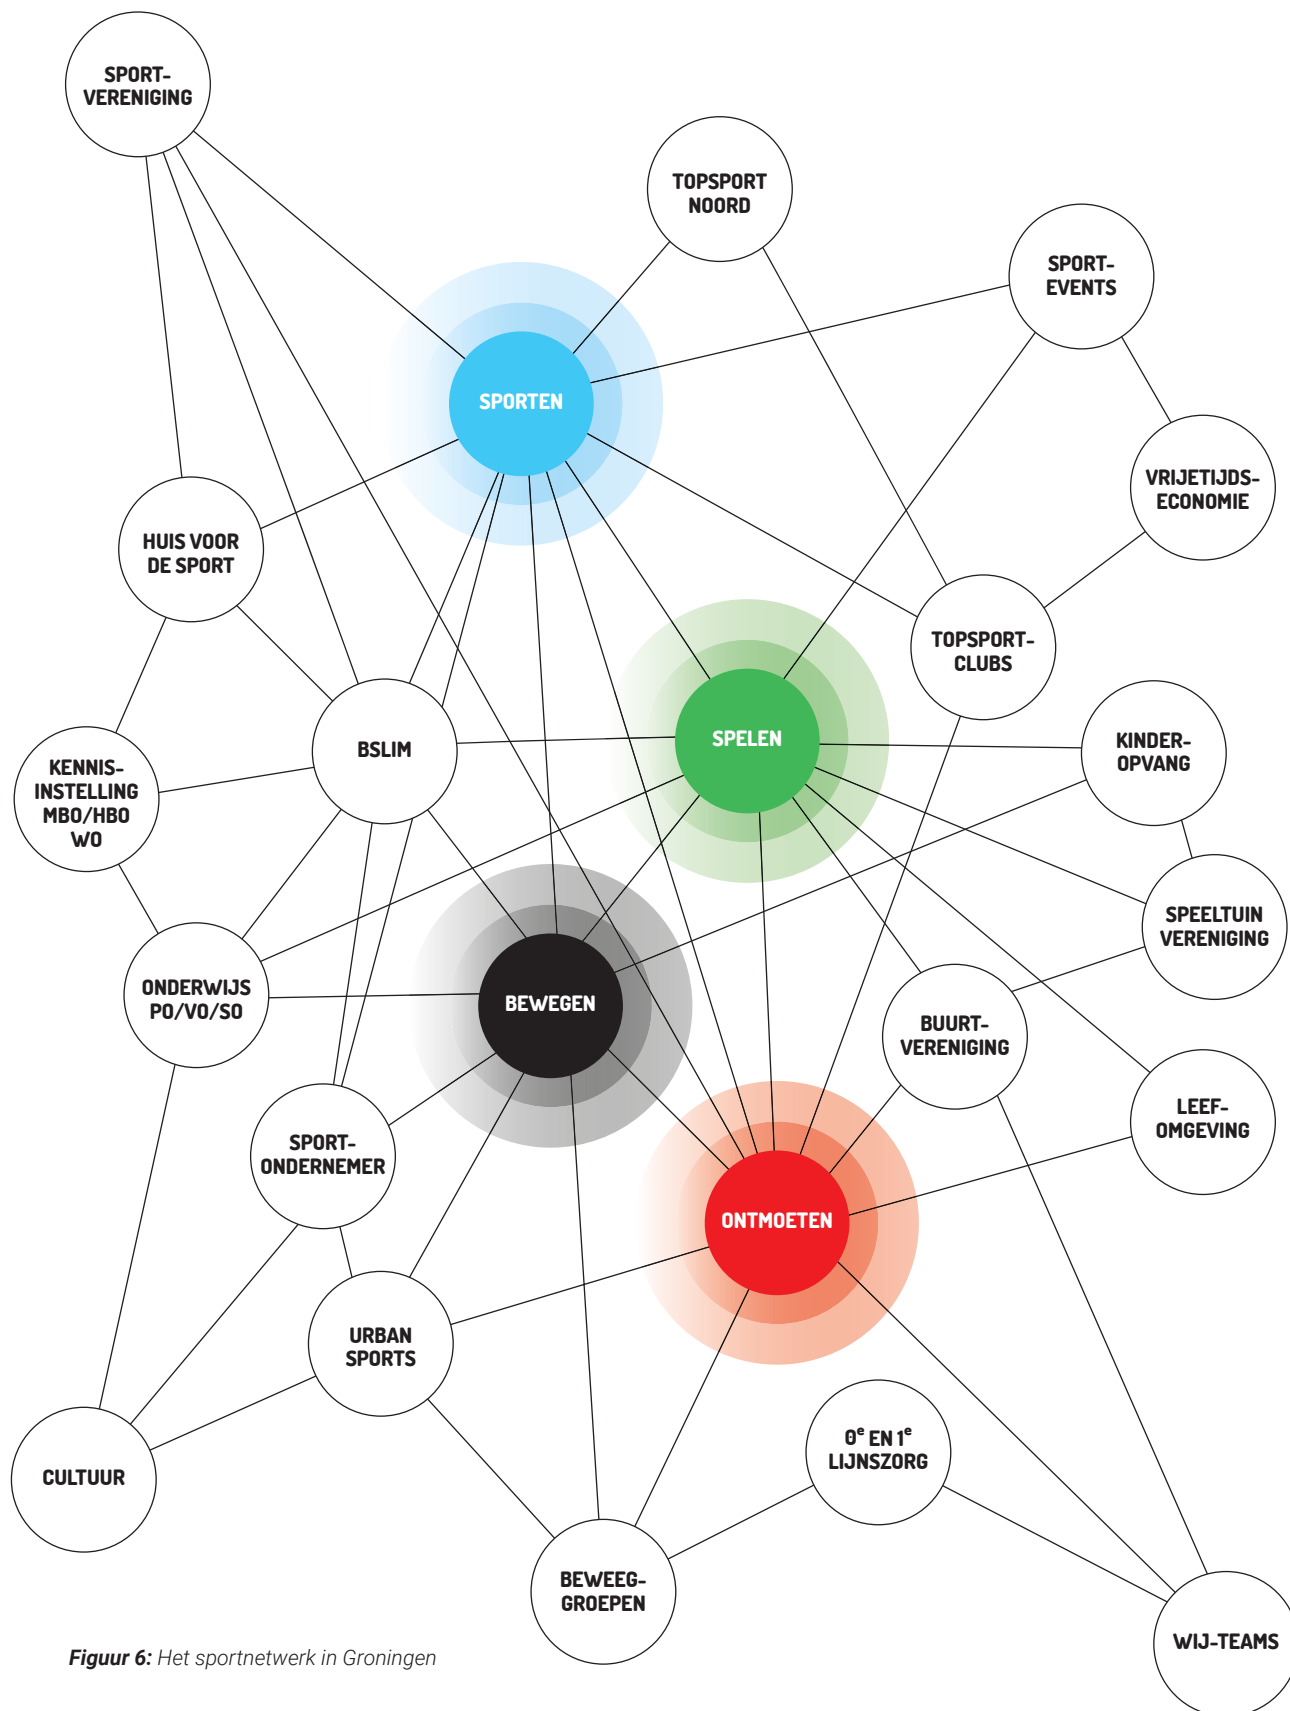 SPORT-
VERENIGING
TOPSPORT
NOORD
SPORT-
EVENTS
SPORTEN
VRIJETIJDS-
ECONOMIE
HUIS VOOR
DE SPORT
TOPSPORT-
CLUBS
BSLIM
SPELEN
KINDER-
OPVANG
KENNIS-
INSTELLING
MBO/HBO
WO
SPEELTUIN
VERENIGING
ONDERWIJS
PO/VO/SO
BEWEGEN
BUURT-
VERENIGING
LEEF-
OMGEVING
SPORT-
ONDERNEMER
ONTMOETEN
URBAN
SPORTS
CULTUUR
0e EN 1e
LIJNSZORG
BEWEEG-
GROEPEN
WIJ-TEAMS
Figuur 6: Het sportnetwerk in Groningen